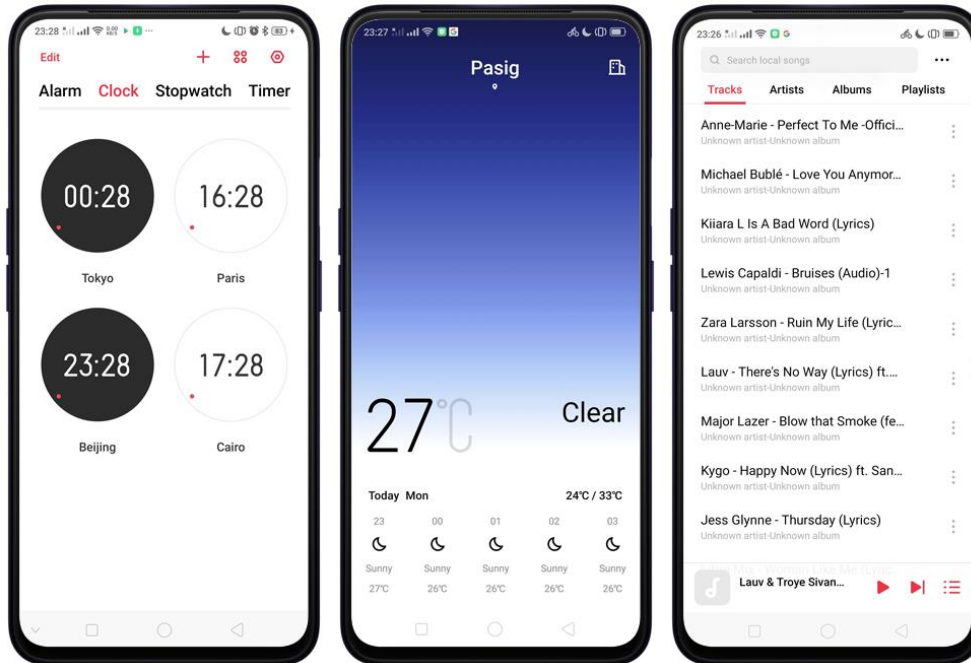 23:28
0.00
KB/S
83
Edit
Alarm Clock Stopwatch Timer
00:28
16:28
Tokyo
Paris
23:28
17:28
Beijing
Cairo
23:27
Pasig
27°C
Clear
Today Mon
24°C / 33°C
23 00 01 02 03
Sunny Sunny Sunny Sunny Sunny
27°C 26°C 26°C 26°C 26°C
23:26
Search local songs
Tracks Artists Albums Playlists
Anne-Marie - Perfect To Me -Offici...
Unknown artist-Unknown album
Michael Bublé - Love You Anymor...
Unknown artist-Unknown album
Kiiara L Is A Bad Word (Lyrics)
Unknown artist-Unknown album
Lewis Capaldi - Bruises (Audio)-1
Unknown artist-Unknown album
Zara Larsson - Ruin My Life (Lyric...
Unknown artist-Unknown album
Lauv - There's No Way (Lyrics) ft....
Unknown artist-Unknown album
Major Lazer - Blow that Smoke (fe...
Unknown artist-Unknown album
Kygo - Happy Now (Lyrics) ft. San...
Unknown artist-Unknown album
Jess Glynne - Thursday (Lyrics)
Unknown artist-Unknown album
Lauv & Troye Sivan...